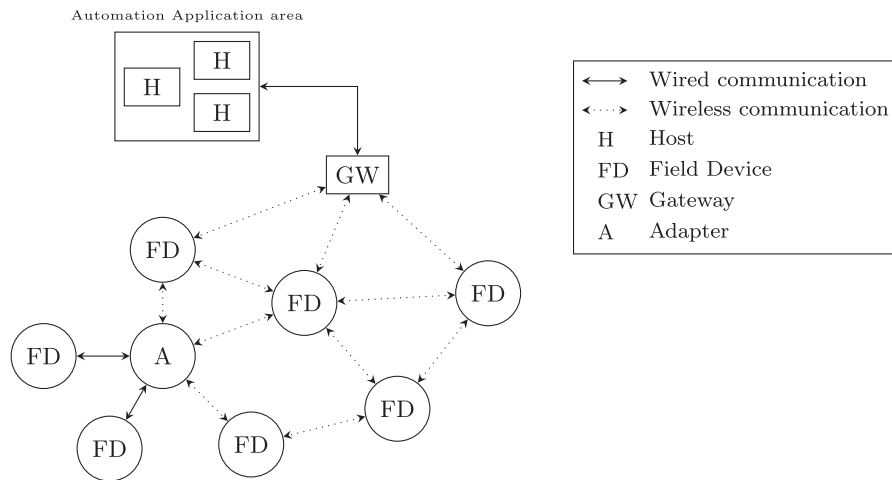 Automation Application area
H
H
H
GW
FD
FD
FD
FD
A
FD
FD
FD
Wired communication
Wireless communication
H Host
FD Field Device
GW Gateway
A Adapter